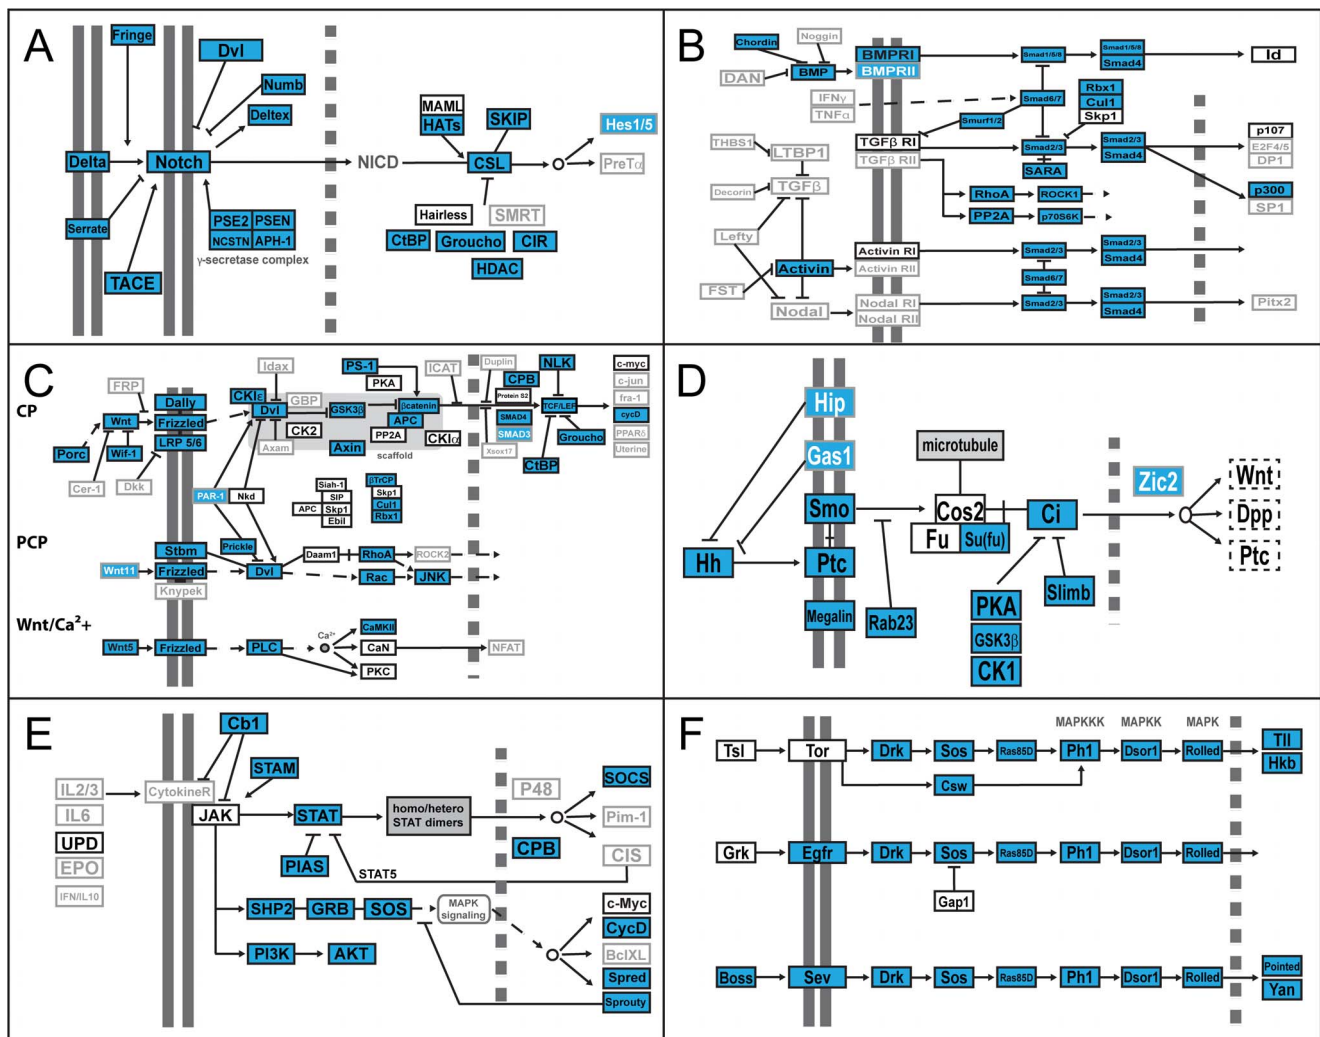 A
Fringe
Dvl
Numb
Deltex
Delta
Notch
Serrate
TACE
PSE2 PSEN
NCSTN APH-1
γ-secretase complex
NICD
MAML
HATs
SKIP
CSL
Hairless
SMRT
CtBP Groucho CIR
HDAC
Hes1/5
PreTα
B
Chordin
Noggin
DAN
BMP
BMPRI
BMPRII
Smad1/5/8
Smad1/5/8
Smad4
Id
IFNγ
TNFα
Smad6/7
Smurf1/2
Rbx1
Cul1
Skp1
THBS1
LTBP1
TGFβ RI
TGFβ RII
Smad2/3
Smad2/3
Smad4
SARA
p107
E2F4/5
DP1
p300
SP1
Decorin
TGFβ
RhoA
ROCK1
PP2A
p70S6K
Lefty
Activin
Activin RI
Activin RII
Smad2/3
Smad2/3
Smad4
Smad6/7
FST
Nodal
Nodal RI
Nodal RII
Smad2/3
Smad2/3
Smad4
Pitx2
C
CP
FRP
Wnt
Porc
Wif-1
Cer-1
Dkk
Dally
Frizzled
LRP 5/6
Idax
CKIε
Dvl
GBP
CK2
Axam
PS-1
PKA
GSK3β
βcatenin
APC
PP2A
Axin
CKIα
scaffold
ICAT
Duplin
CPB
Protein S2
SMAD4
SMAD3
Xsox17
NLK
TCF/LEF
Groucho
CtBP
c-myc
c-jun
fra-1
cycD
PPARδ
Uterine
PAR-1
Nkd
Siah-1
SIP
APC
Skp1
Ebil
βTrCP
Skp1
Cul1
Rbx1
PCP
Stbm
Prickle
Wnt11
Frizzled
Knypek
Dvl
Daam1
RhoA
ROCK2
Rac
JNK
Wnt/Ca²+
Wnt5
Frizzled
PLC
Ca²⁺
CaMKII
CaN
PKC
NFAT
D
Hip
Gas1
Smo
Hh
Ptc
Megalin
Rab23
microtubule
Cos2
Fu
Su(fu)
Ci
PKA
GSK3β
CK1
Slimb
Zic2
Wnt
Dpp
Ptc
E
Cb1
STAM
IL2/3
IL6
UPD
EPO
IFN/IL10
CytokineR
JAK
STAT
PIAS
homo/hetero
STAT dimers
STAT5
P48
CPB
SOCS
Pim-1
CIS
SHP2
GRB
SOS
MAPK
signaling
PI3K
AKT
c-Myc
CycD
BclXL
Spred
Sprouty
F
MAPKKK
MAPKK
MAPK
Tsl
Tor
Drk
Sos
Ras85D
Ph1
Dsor1
Rolled
Tll
Hkb
Csw
Grk
Egfr
Drk
Sos
Ras85D
Ph1
Dsor1
Rolled
Gap1
Boss
Sev
Drk
Sos
Ras85D
Ph1
Dsor1
Rolled
Pointed
Yan